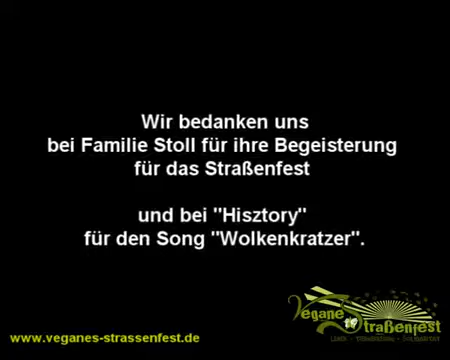 Wir bedanken uns
bei Familie Stoll für ihre Begeisterung
für das Straßenfest
und bei "Hisztory"
für den Song "Wolkenkratzer".
Veganes
Straßenfest
www.veganes-strassenfest.de